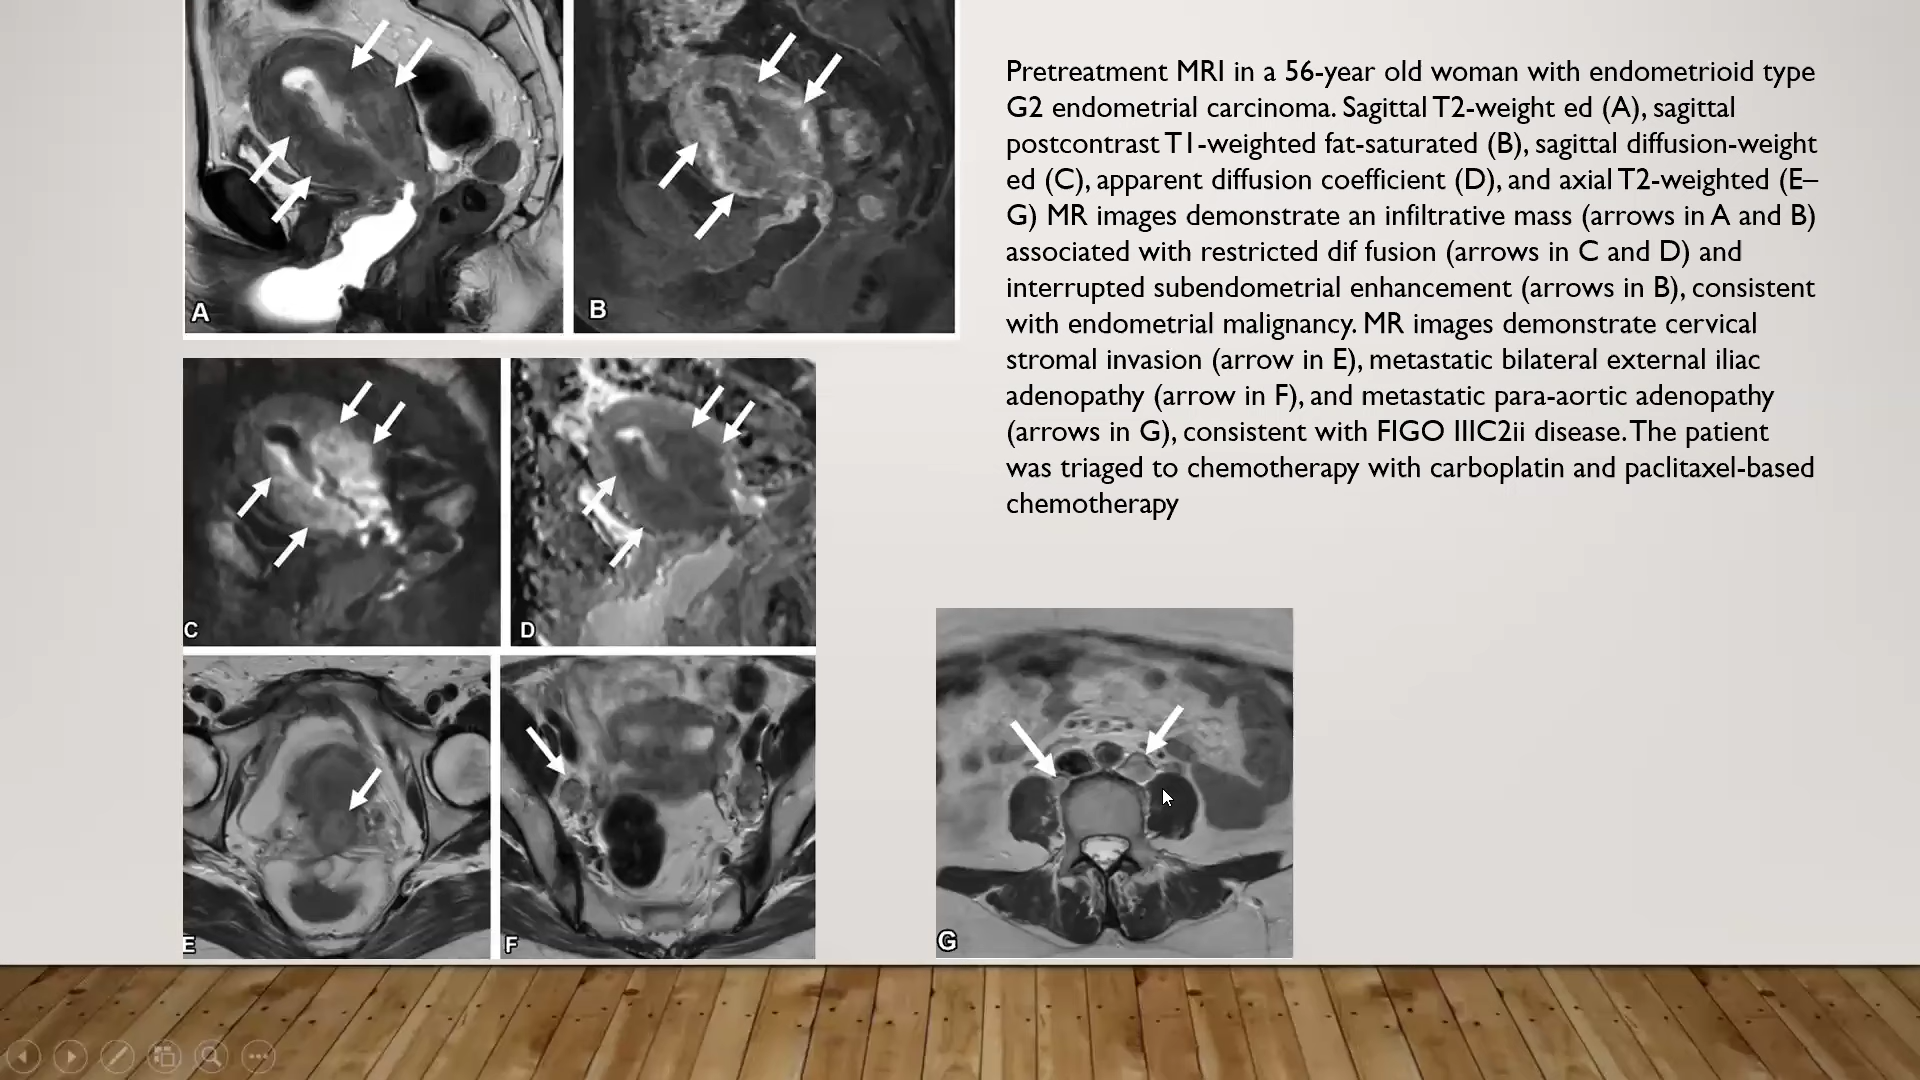 Pretreatment MRI in a 56-year old woman with endometrioid type
G2 endometrial carcinoma. Sagittal T2-weight ed (A), sagittal
postcontrast T1-weighted fat-saturated (B), sagittal diffusion-weight
ed (C), apparent diffusion coefficient (D), and axial T2-weighted (E–
G) MR images demonstrate an infiltrative mass (arrows in A and B)
associated with restricted dif fusion (arrows in C and D) and
interrupted subendometrial enhancement (arrows in B), consistent
with endometrial malignancy. MR images demonstrate cervical
stromal invasion (arrow in E), metastatic bilateral external iliac
adenopathy (arrow in F), and metastatic para-aortic adenopathy
(arrows in G), consistent with FIGO IIIC2ii disease. The patient
was triaged to chemotherapy with carboplatin and paclitaxel-based
chemotherapy
A
B
C
D
E
F
G